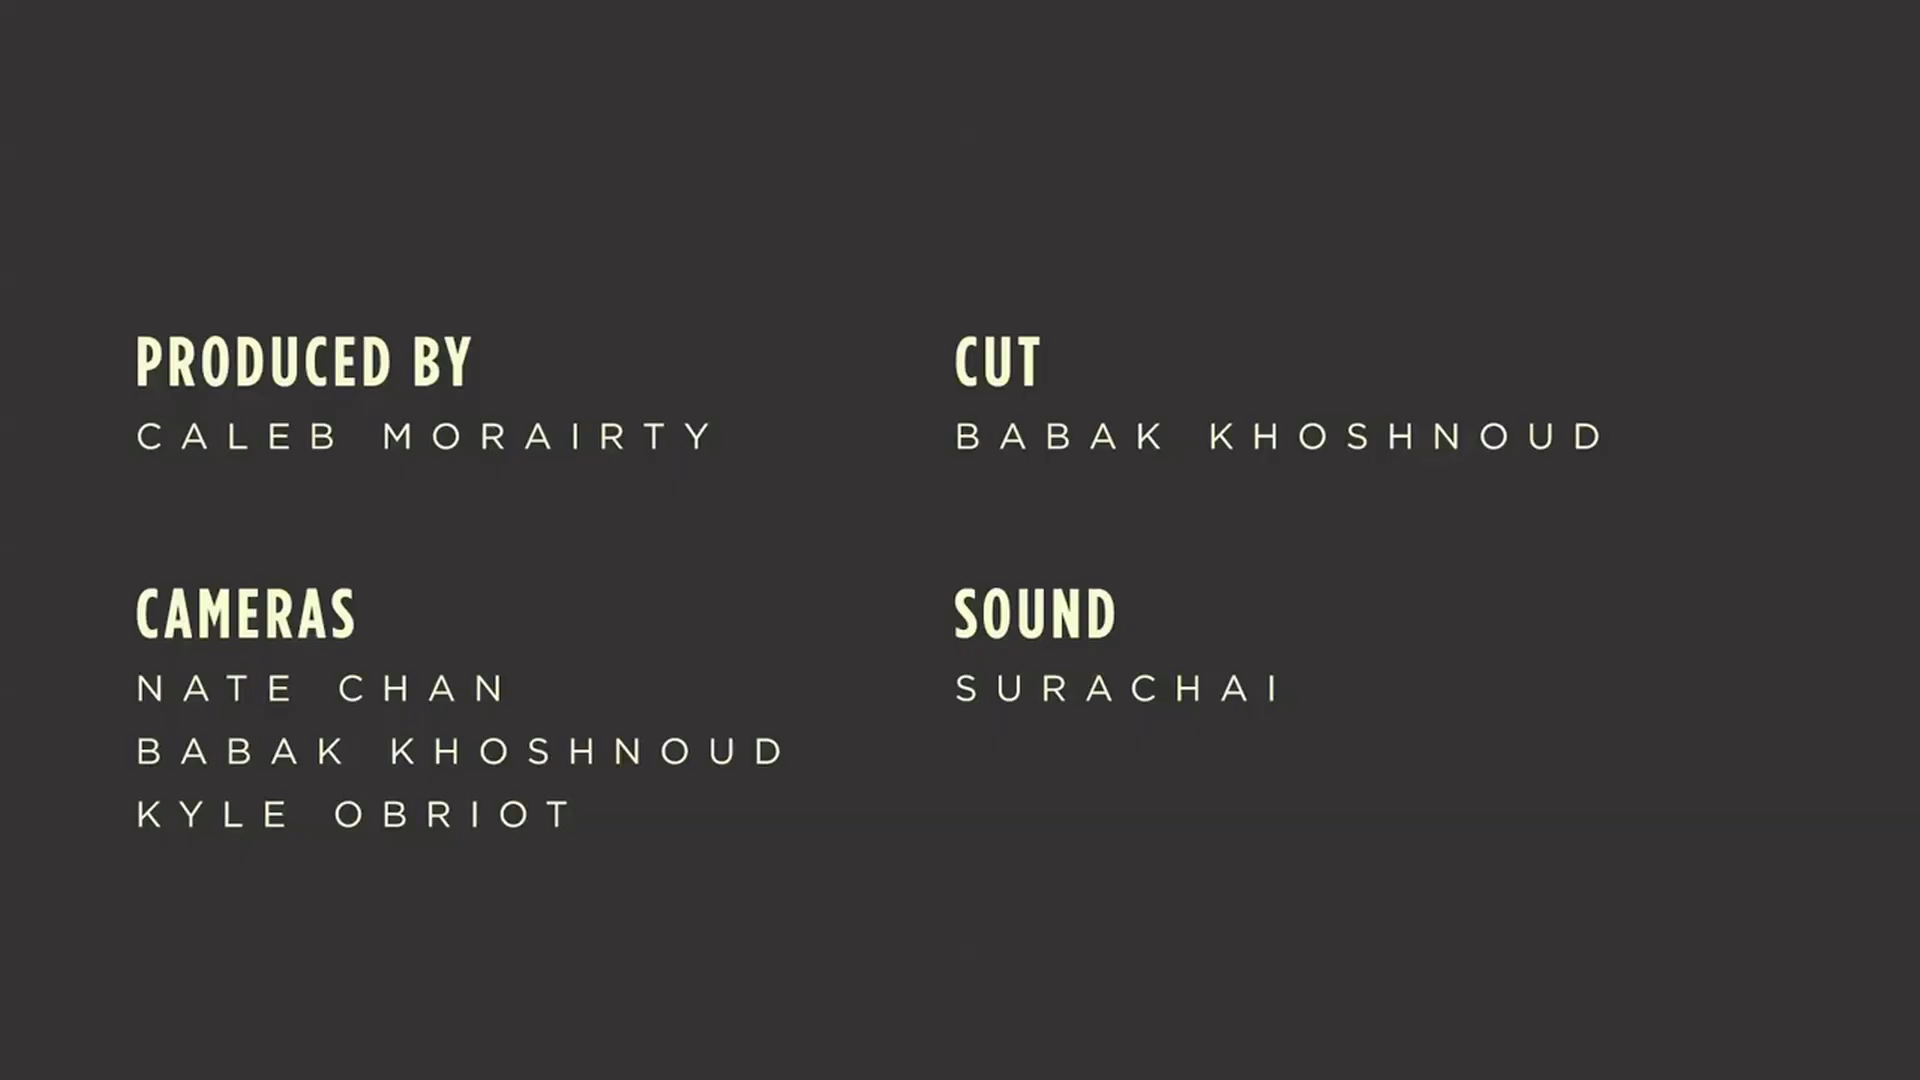 PRODUCED BY
CALEB MORAIRTY
CAMERAS
NATE CHAN
BABAK KHOSHNOUD
KYLE OBRIOT
CUT
BABAK KHOSHNOUD
SOUND
SURACHAI